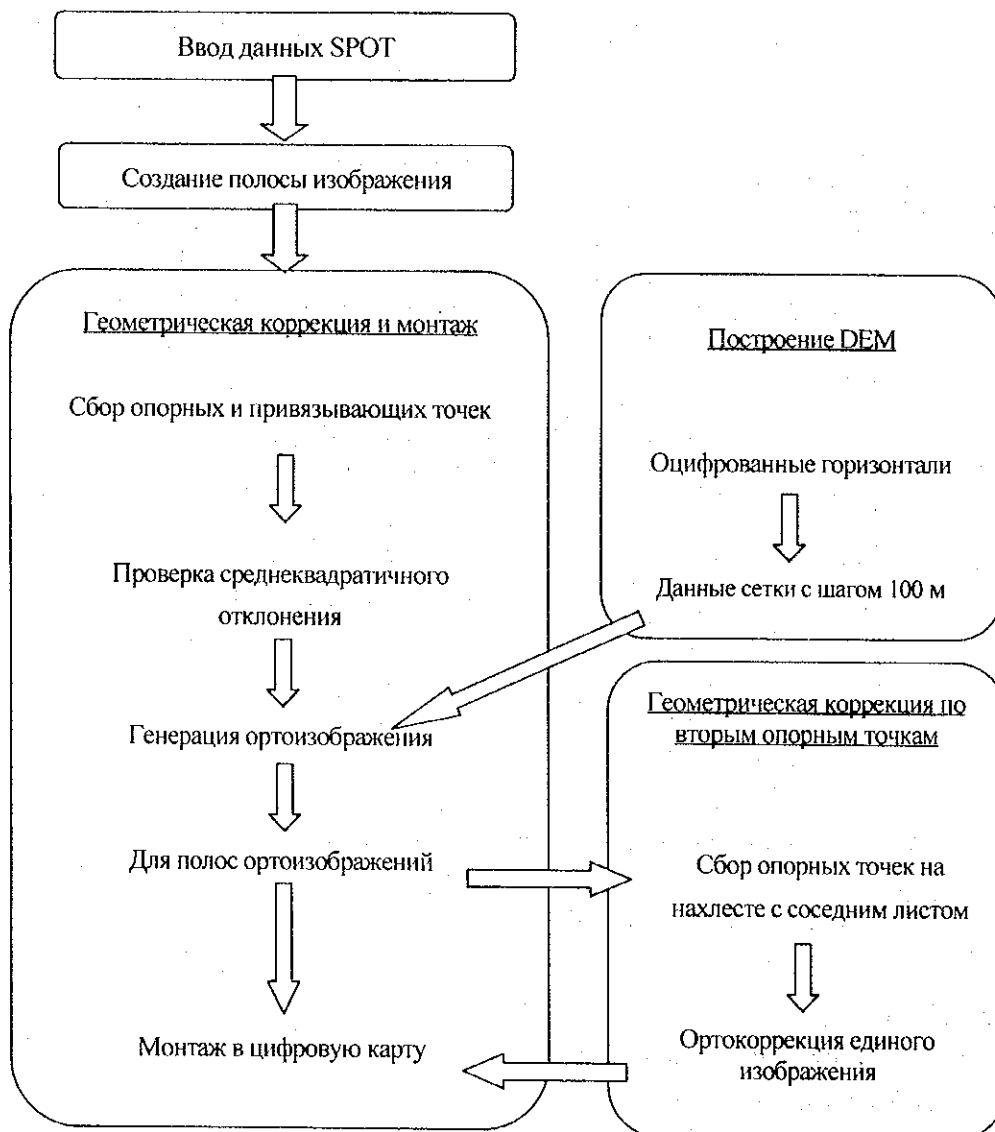 Ввод данных SPOT
Создание полосы изображения
Геометрическая коррекция и монтаж
Сбор опорных и привязывающих точек
Проверка среднеквадратичного
отклонения
Генерация ортоизображения
Для полос ортоизображений
Монтаж в цифровую карту
Построение DEM
Оцифрованные горизонтали
Данные сетки с шагом 100 м
Геометрическая коррекция по
вторым опорным точкам
Сбор опорных точек на
нахлесте с соседним листом
Ортокоррекция единого
изображения